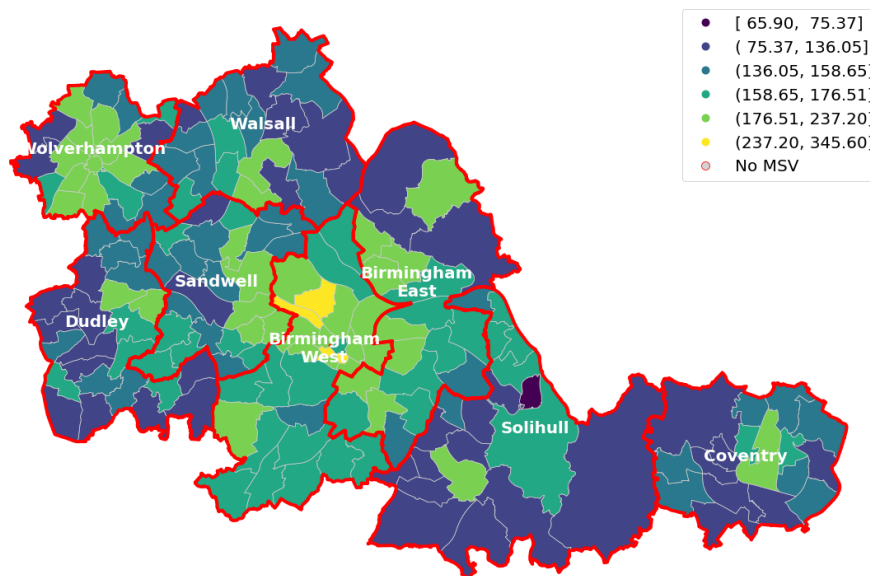 [ 65.90,  75.37]
( 75.37, 136.05]
(136.05, 158.65]
(158.65, 176.51]
(176.51, 237.20]
(237.20, 345.60]
No MSV
Walsall
Wolverhampton
Birmingham
East
Sandwell
Dudley
Birmingham
West
Solihull
Coventry